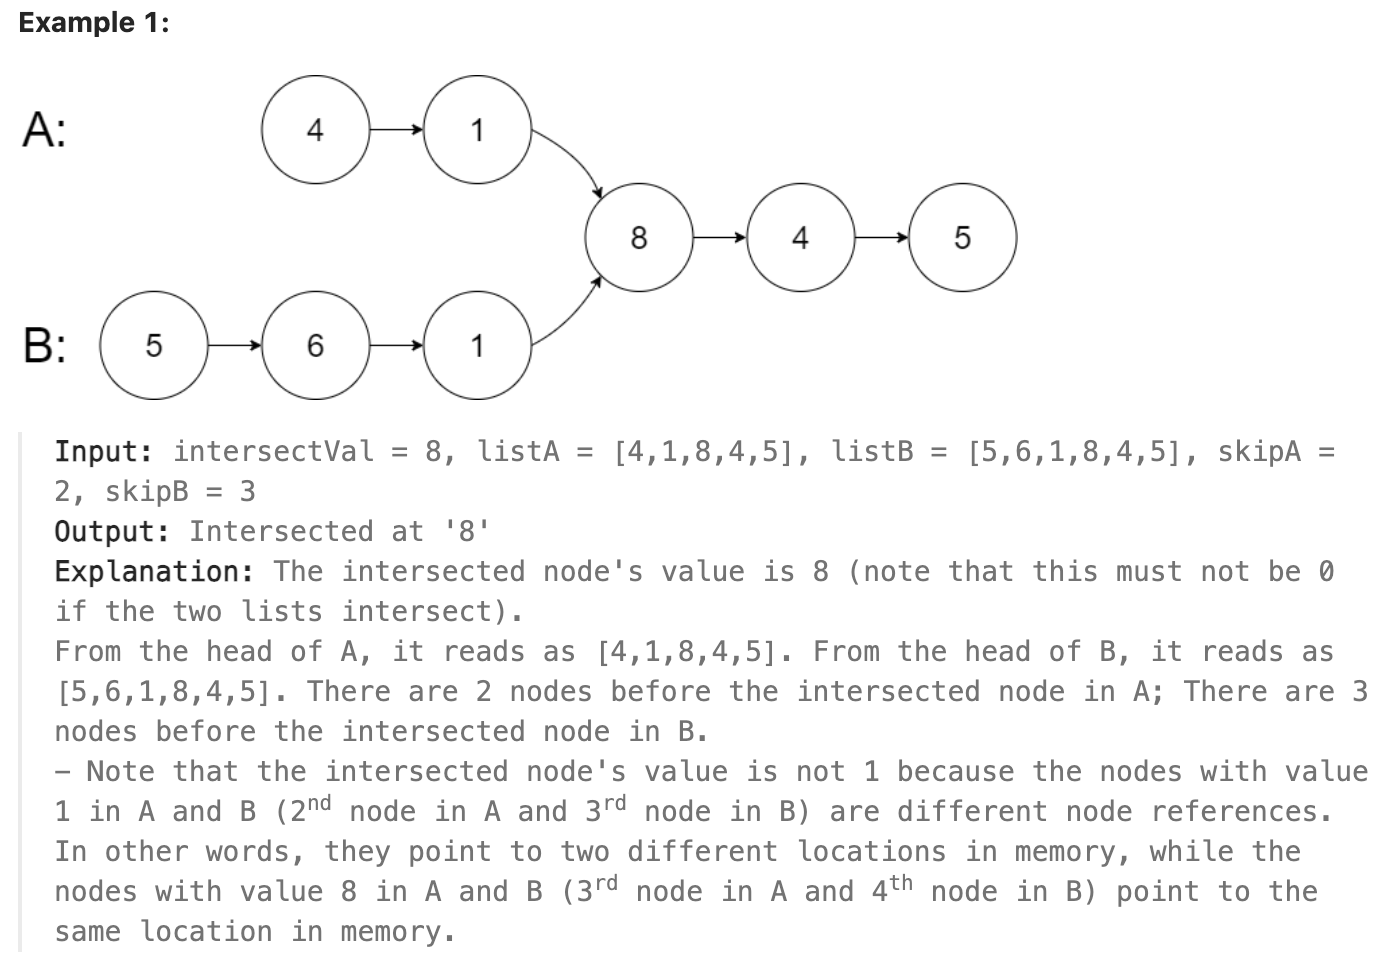 Example 1:
A:
4
1
8
4
5
B:
5
6
1
Input: intersectVal = 8, listA = [4,1,8,4,5], listB = [5,6,1,8,4,5], skipA =
2, skipB = 3
Output: Intersected at '8'
Explanation: The intersected node's value is 8 (note that this must not be 0
if the two lists intersect).
From the head of A, it reads as [4,1,8,4,5]. From the head of B, it reads as
[5,6,1,8,4,5]. There are 2 nodes before the intersected node in A; There are 3
nodes before the intersected node in B.
- Note that the intersected node's value is not 1 because the nodes with value
1 in A and B (2nd node in A and 3rd node in B) are different node references.
In other words, they point to two different locations in memory, while the
nodes with value 8 in A and B (3rd node in A and 4th node in B) point to the
same location in memory.